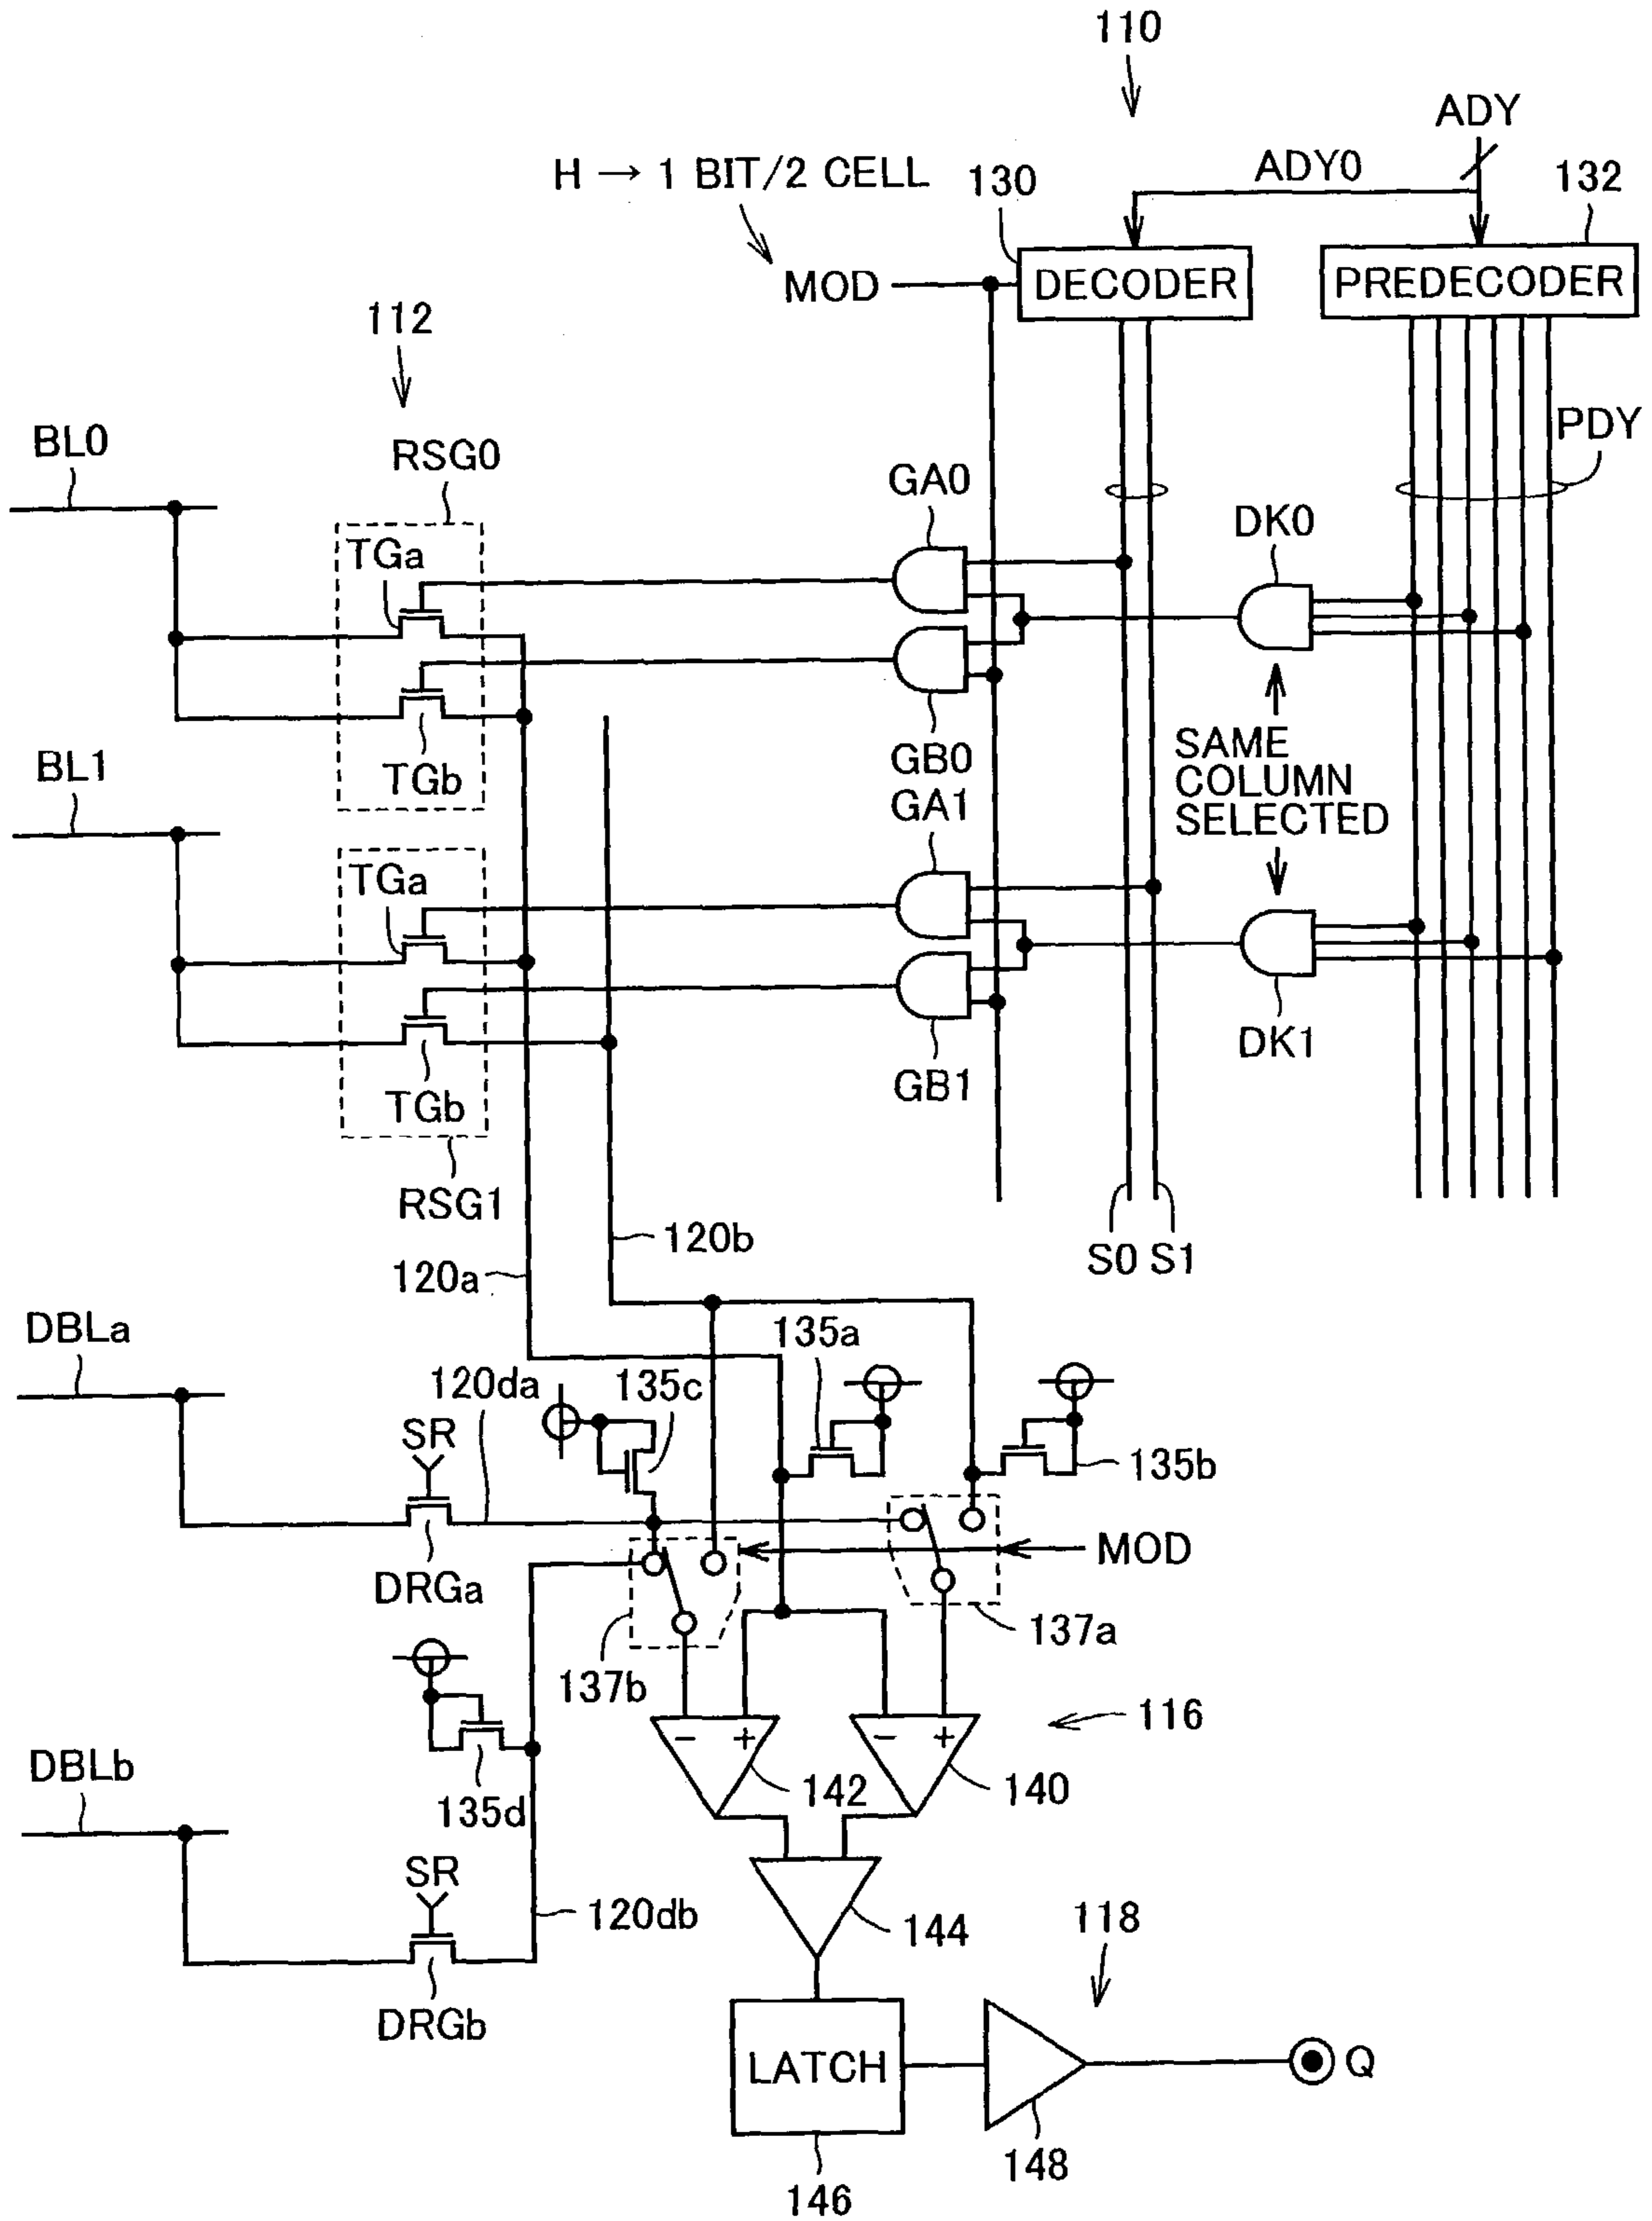 110
ADY
H → 1 BIT/2 CELL
130
ADY0
132
MOD
DECODER
PREDECODER
112
PDY
BL0
RSG0
GA0
DK0
TGa
TGb
GB0
SAME
COLUMN
SELECTED
BL1
GA1
TGa
TGb
GB1
DK1
RSG1
120b
S0
S1
120a
DBLa
135a
120da
135c
SR
135b
DRGa
MOD
137a
137b
116
− +
− +
142
140
DBLb
135d
SR
120db
144
118
DRGb
LATCH
Q
148
146